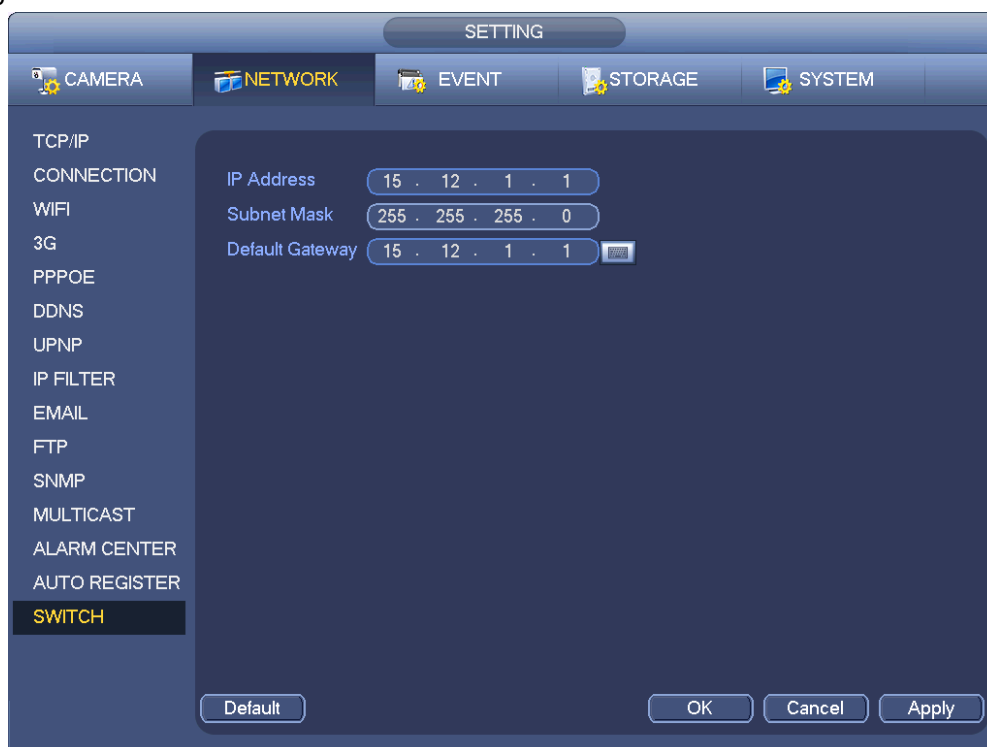 SETTING
CAMERA NETWORK EVENT STORAGE SYSTEM
TCP/IP
CONNECTION
WIFI
3G
PPPOE
DDNS
UPNP
IP FILTER
EMAIL
FTP
SNMP
MULTICAST
ALARM CENTER
AUTO REGISTER
SWITCH
IP Address 15 . 12 . 1 . 1
Subnet Mask 255 . 255 . 255 . 0
Default Gateway 15 . 12 . 1 . 1
Default OK Cancel Apply